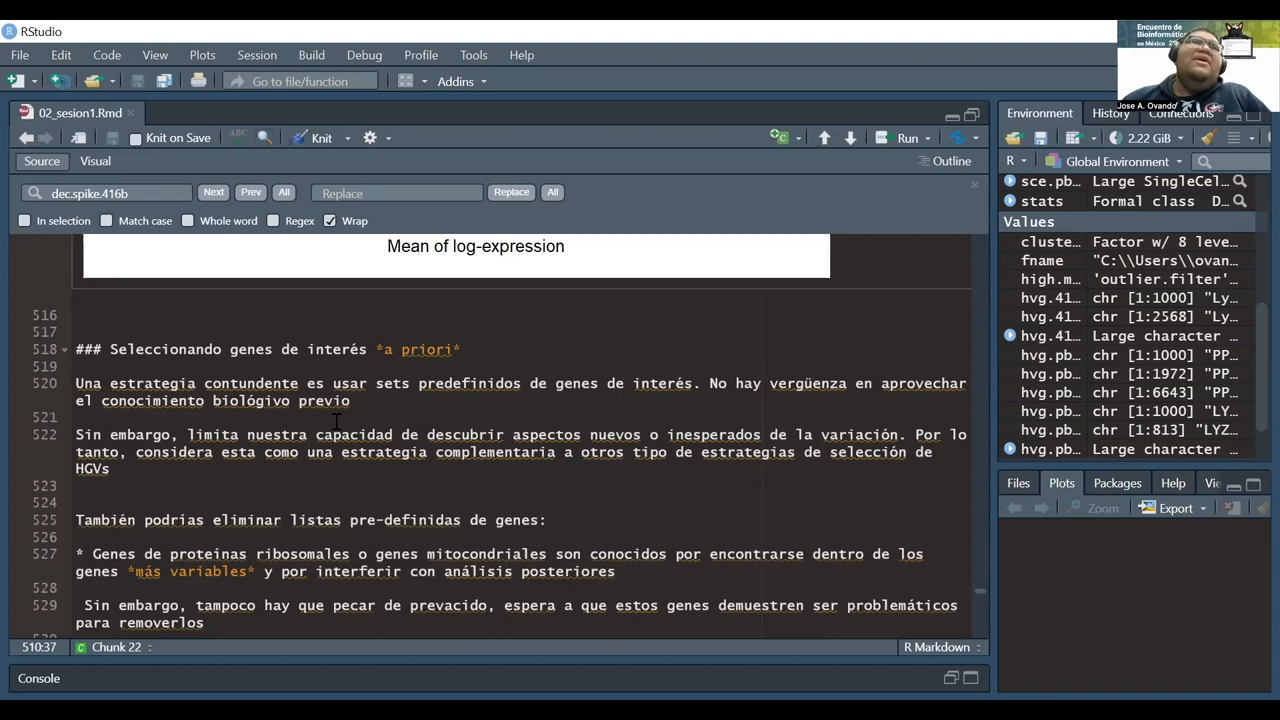 RStudio
File Edit Code View Plots Session Build Debug Profile Tools Help
Go to file/function
Addins
Encuentro de
Bioinformática
en México
Jose A. Ovando
02_sesion1.Rmd
Knit on Save
ABC
Knit
Run
Source Visual
Outline
dec.spike.416b
Next Prev All
Replace
Replace All
In selection Match case Whole word Regex Wrap
Mean of log-expression
516
517
518 ### Seleccionando genes de interés *a priori*
519
520 Una estrategia contundente es usar sets predefinidos de genes de interés. No hay vergüenza en aprovechar
el conocimiento biológivo previo
521
522 Sin embargo, limita nuestra capacidad de descubrir aspectos nuevos o inesperados de la variación. Por lo
tanto, considera esta como una estrategia complementaria a otros tipo de estrategias de selección de
HGVs
523
524
525 También podrías eliminar listas pre-definidas de genes:
526
527 * Genes de proteínas ribosomales o genes mitocondriales son conocidos por encontrarse dentro de los
genes *más variables* y por interferir con análisis posteriores
528
529 Sin embargo, tampoco hay que pecar de prevacido, espera a que estos genes demuestren ser problemáticos
para removerlos
510:37
Chunk 22
R Markdown
Console
Environment History Connections
2.22 GiB
R Global Environment
sce.pb… Large SingleCel…
stats Formal class D…
Values
cluste… Factor w/ 8 leve…
fname "C:\\Users\\ovan…
high.m… 'outlier.filter'…
hvg.41… chr [1:1000] "Ly…
hvg.41… chr [1:2568] "Ly…
hvg.41… Large character …
hvg.pb… chr [1:1000] "PP…
hvg.pb… chr [1:1972] "PP…
hvg.pb… chr [1:6643] "PP…
hvg.pb… chr [1:1000] "LY…
hvg.pb… chr [1:813] "LYZ…
hvg.pb… Large character …
Files Plots Packages Help
Zoom
Export